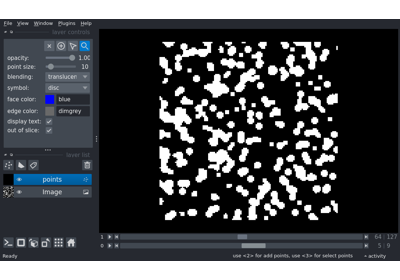 File View Window Plugins Help
layer controls
opacity: 1.00
point size: 10
blending: translucen
symbol: disc
face color: blue
edge color: dimgrey
display text:
out of slice:
layer list
points
Image
1 64 127
0 5 9
Ready use <2> for add points, use <3> for select points activity